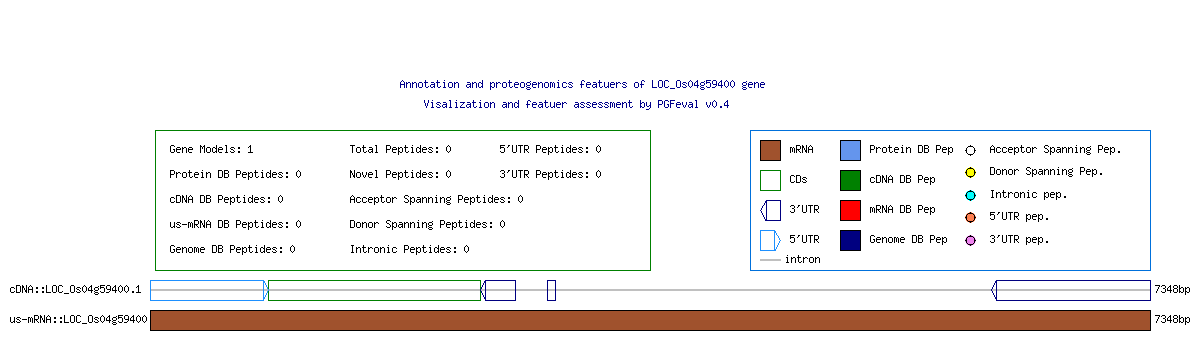 Annotation and proteogenomics featuers of LOC_Os04g59400 gene
Visalization and featuer assessment by PGFeval v0.4
Gene Models: 1 Total Peptides: 0 5'UTR Peptides: 0
Protein DB Peptides: 0 Novel Peptides: 0 3'UTR Peptides: 0
cDNA DB Peptides: 0 Acceptor Spanning Peptides: 0
us-mRNA DB Peptides: 0 Donor Spanning Peptides: 0
Genome DB Peptides: 0 Intronic Peptides: 0
mRNA Protein DB Pep Acceptor Spanning Pep.
CDs cDNA DB Pep Donor Spanning Pep.
3'UTR mRNA DB Pep Intronic pep.
5'UTR Genome DB Pep 5'UTR pep.
intron 3'UTR pep.
cDNA::LOC_Os04g59400.1 7348bp
us-mRNA::LOC_Os04g59400 7348bp